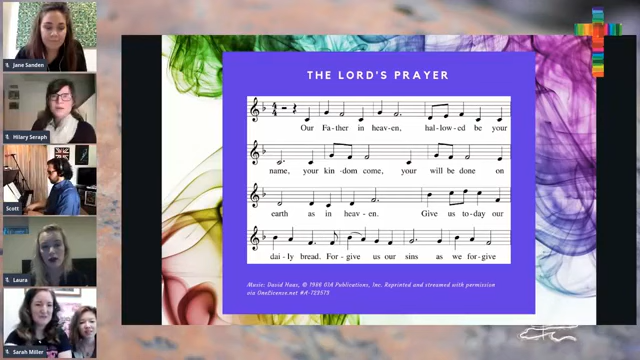 Jane Sanden
Hilary Seraph
Scott
Laura
Sarah Miller
THE LORD'S PRAYER
Our Fa - ther in heav - en, hal - low - ed be your
name, your kin - dom come, your will be done on
earth as in heav - en. Give us to - day our
dai - ly bread. For - give us our sins as we for - give
Music: David Haas, © 1986 GIA Publications, Inc. Reprinted and streamed with permission
via OneLicense.net #A-723573